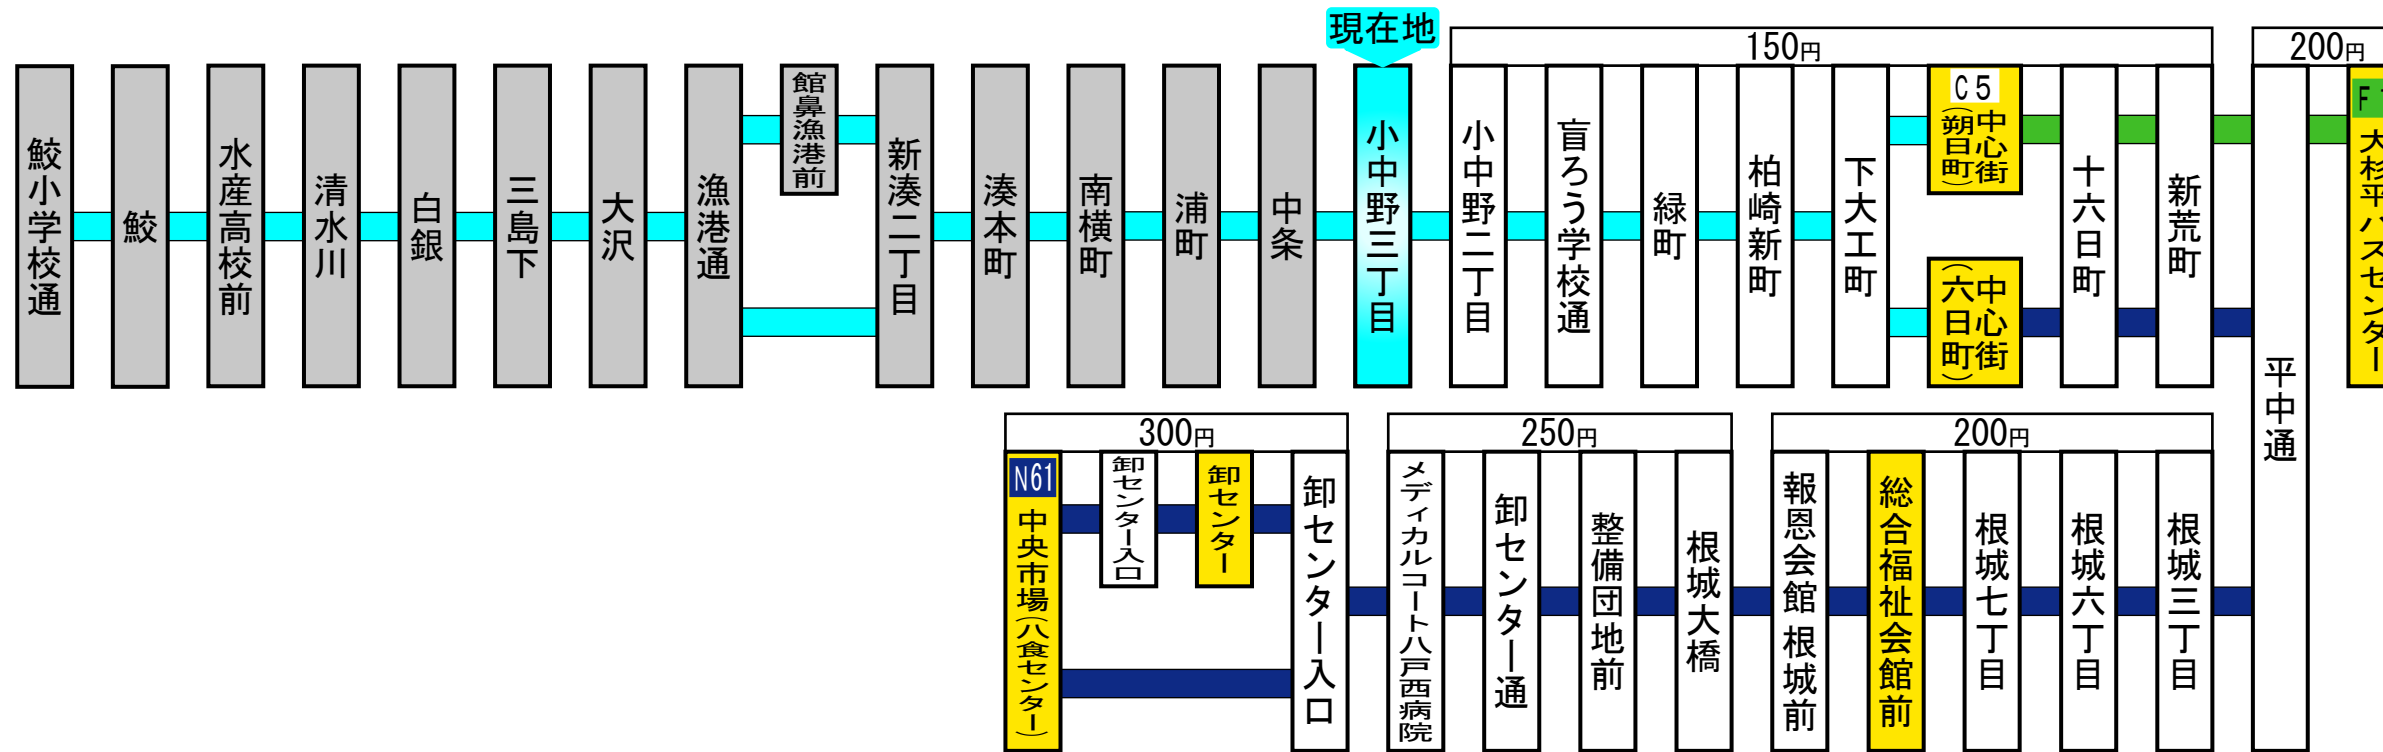 現在地
150円
200円
鮫小学校通
鮫
水産高校前
清水川
白銀
三島下
大沢
漁港通
館鼻漁港前
新湊二丁目
湊本町
南横町
浦町
中条
小中野三丁目
小中野二丁目
盲ろう学校通
緑町
柏崎新町
下大工町
C5
中心街
(朔日町)
中心街
(六日町)
十六日町
新荒町
平中通
F
大杉平バスセンター
300円
250円
200円
N61
中央市場(八食センター)
卸センター入口
卸センター
卸センター入口
メディカルコート八戸西病院
卸センター通
整備団地前
根城大橋
報恩会館 根城前
総合福祉会館前
根城七丁目
根城六丁目
根城三丁目